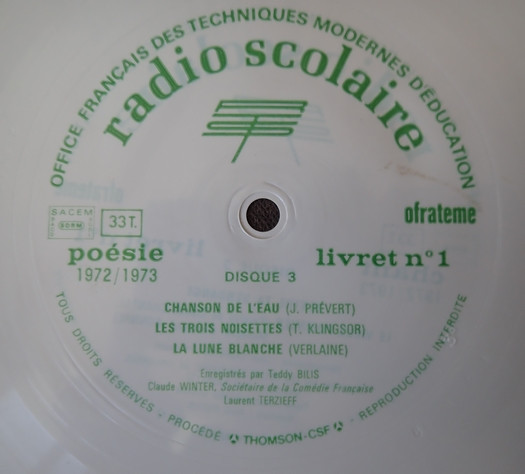 OFFICE FRANÇAIS DES TECHNIQUES MODERNES D'ÉDUCATION
radio scolaire
ofrateme
SACEM
33 T.
poésie
livret n° 1
1972/1973
DISQUE 3
CHANSON DE L'EAU (J. PRÉVERT)
LES TROIS NOISETTES (T. KLINGSOR)
LA LUNE BLANCHE (VERLAINE)
Enregistrés par Teddy BILIS
Claude WINTER, Sociétaire de la Comédie Française
Laurent TERZIEFF
TOUS DROITS RÉSERVÉS - PROCÉDÉ THOMSON-CSF - REPRODUCTION INTERDITE